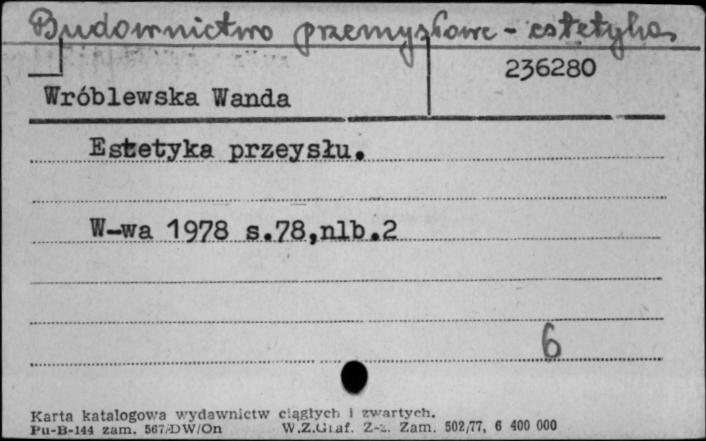 Budownictwo przemysłowe - estetyka
236280
Wróblewska Wanda
Estetyka przeysłu.
W-wa 1978 s.78,nlb.2
6
Karta katalogowa wydawnictw ciągłych i zwartych.
Pu-B-144 zam. 567/DW/On W.Z.Graf. Z-z. Zam. 502/77, 6 400 000